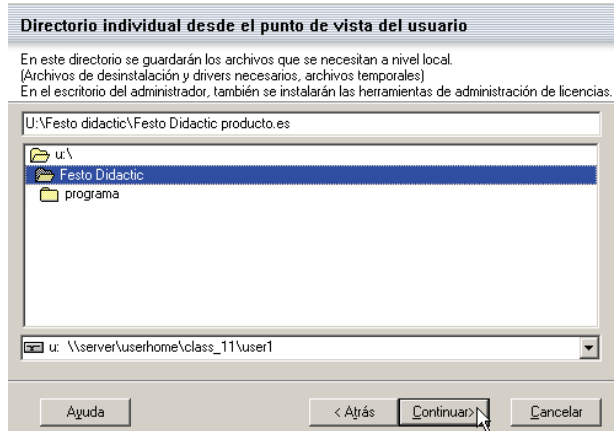 Directorio individual desde el punto de vista del usuario
En este directorio se guardarán los archivos que se necesitan a nivel local.
(Archivos de desinstalación y drivers necesarios, archivos temporales)
En el escritorio del administrador, también se instalarán las herramientas de administración de licencias.
U:\Festo didactic\Festo Didactic producto.es
u:\
Festo Didactic
programa
u: \\server\userhome\class_11\user1
Ayuda
< Atrás
Continuar>
Cancelar